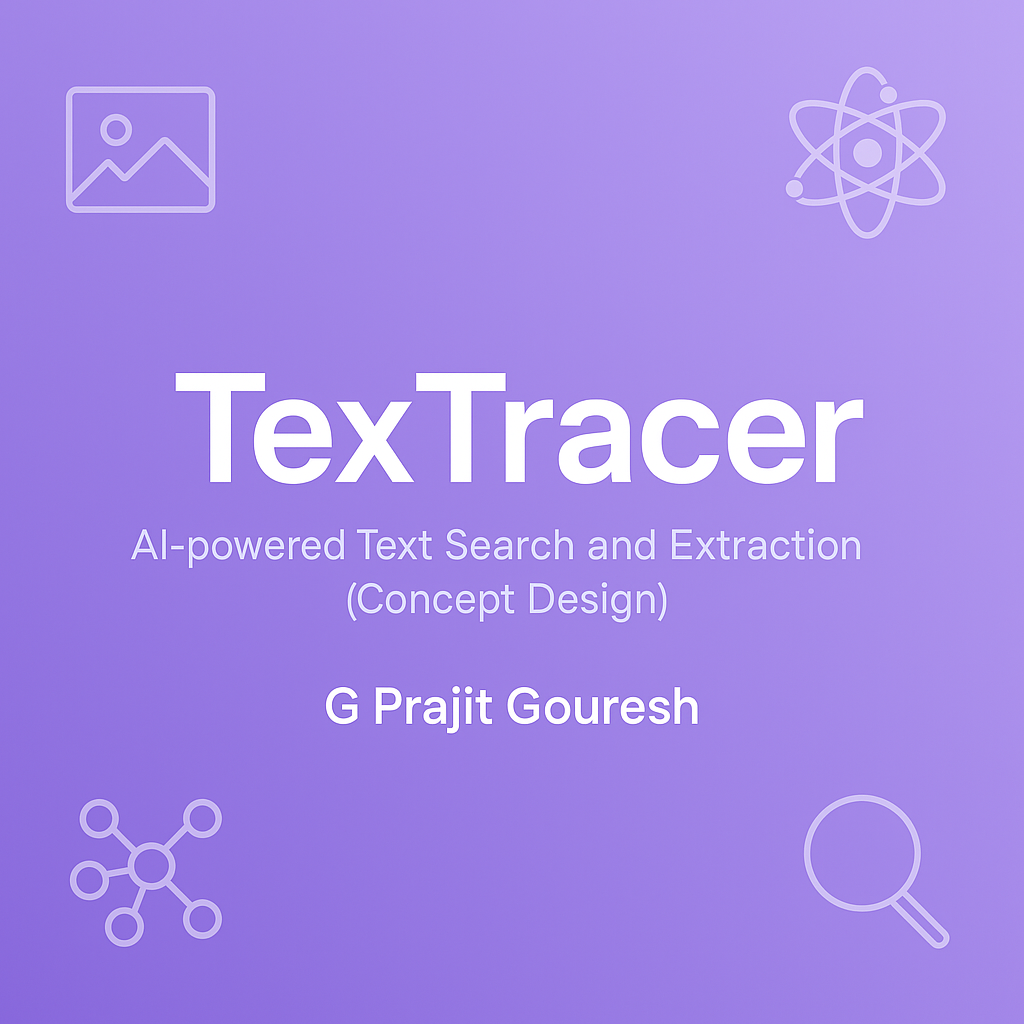 TexTracer
AI-powered Text Search and Extraction
(Concept Design)
G Prajit Gouresh